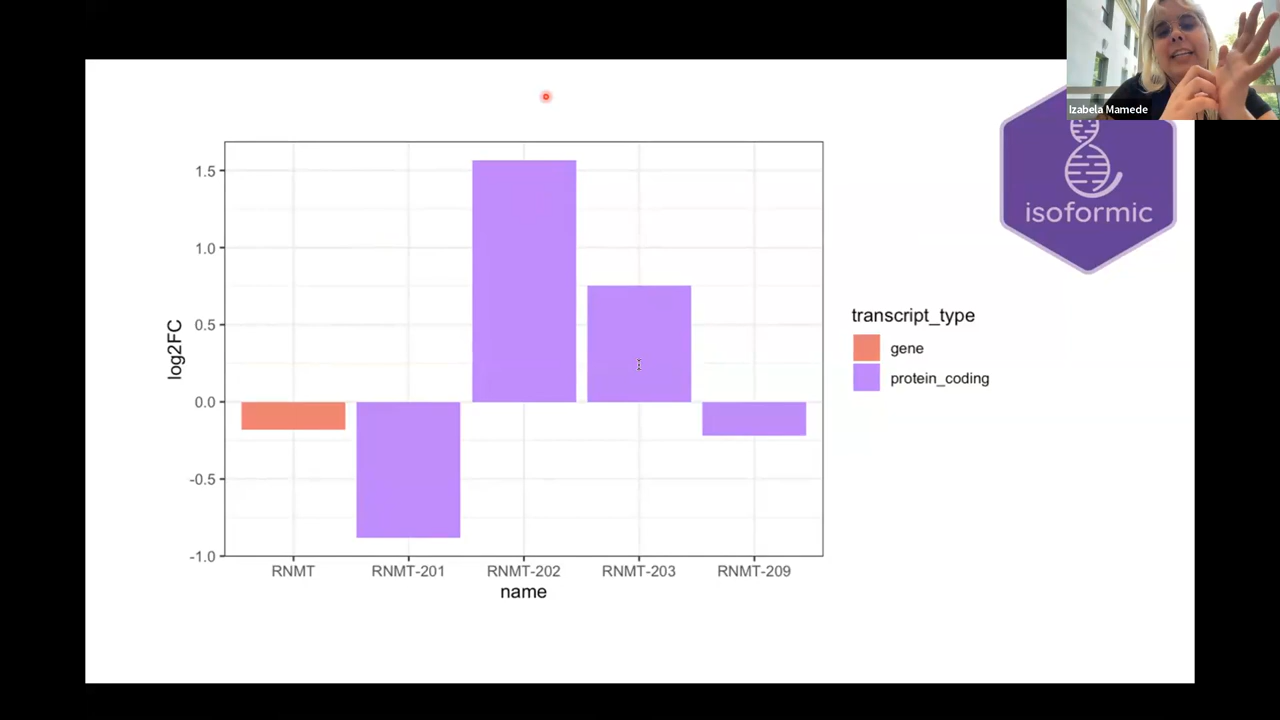 Izabela Mamede
isoformic
1.5
1.0
0.5
0.0
-0.5
-1.0
log2FC
RNMT RNMT-201 RNMT-202 RNMT-203 RNMT-209
name
transcript_type
gene
protein_coding